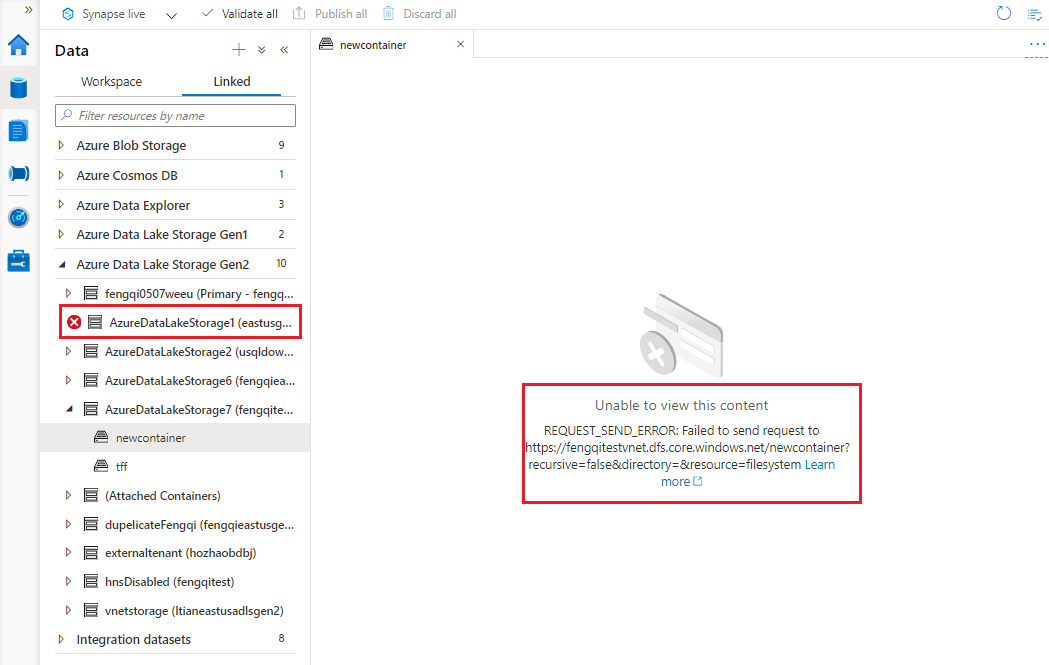 »
Synapse live
Validate all
Publish all
Discard all
Data
«
Workspace
Linked
Filter resources by name
Azure Blob Storage 9
Azure Cosmos DB 1
Azure Data Explorer 3
Azure Data Lake Storage Gen1 2
Azure Data Lake Storage Gen2 10
fengqi0507weeu (Primary - fengq...
AzureDataLakeStorage1 (eastusg...
AzureDataLakeStorage2 (usqldow...
AzureDataLakeStorage6 (fengqiea...
AzureDataLakeStorage7 (fengqite...
newcontainer
tff
(Attached Containers)
dupelicateFengqi (fengqieastusge...
externaltenant (hozhaobdbj)
hnsDisabled (fengqitest)
vnetstorage (ltianeastusadlsgen2)
Integration datasets 8
newcontainer
Unable to view this content
REQUEST_SEND_ERROR: Failed to send request to
https://fengqitestvnet.dfs.core.windows.net/newcontainer?
recursive=false&directory=&resource=filesystem Learn
more